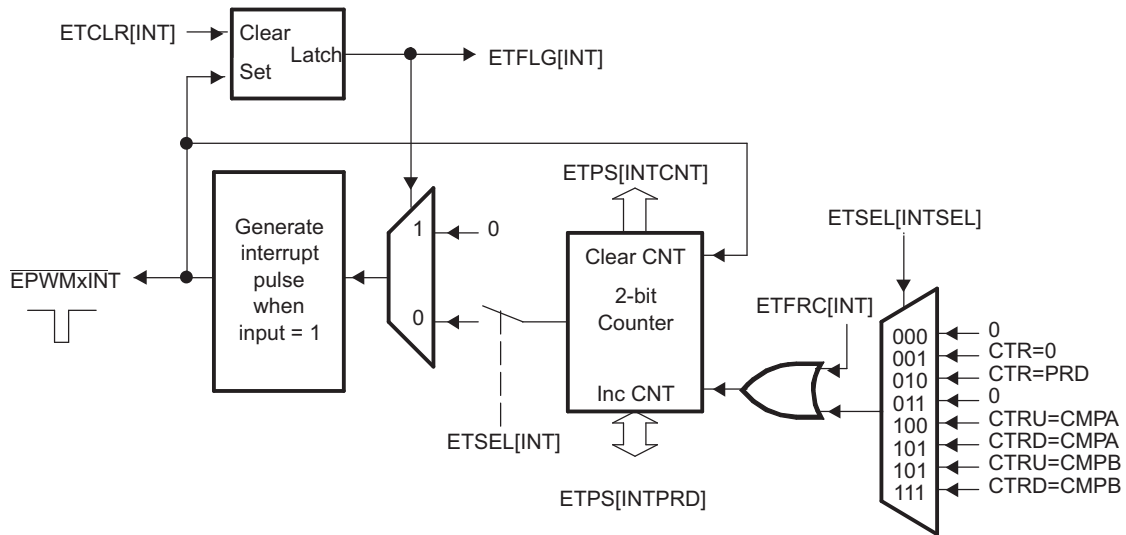 ETCLR[INT]
Clear
Latch
Set
ETFLG[INT]
ETPS[INTCNT]
ETSEL[INTSEL]
Generate
interrupt
pulse
when
input = 1
1
0
0
EPWMxINT
Clear CNT
2-bit
Counter
Inc CNT
ETFRC[INT]
ETSEL[INT]
ETPS[INTPRD]
000 0
001 CTR=0
010 CTR=PRD
011 0
100 CTRU=CMPA
101 CTRD=CMPA
101 CTRU=CMPB
111 CTRD=CMPB